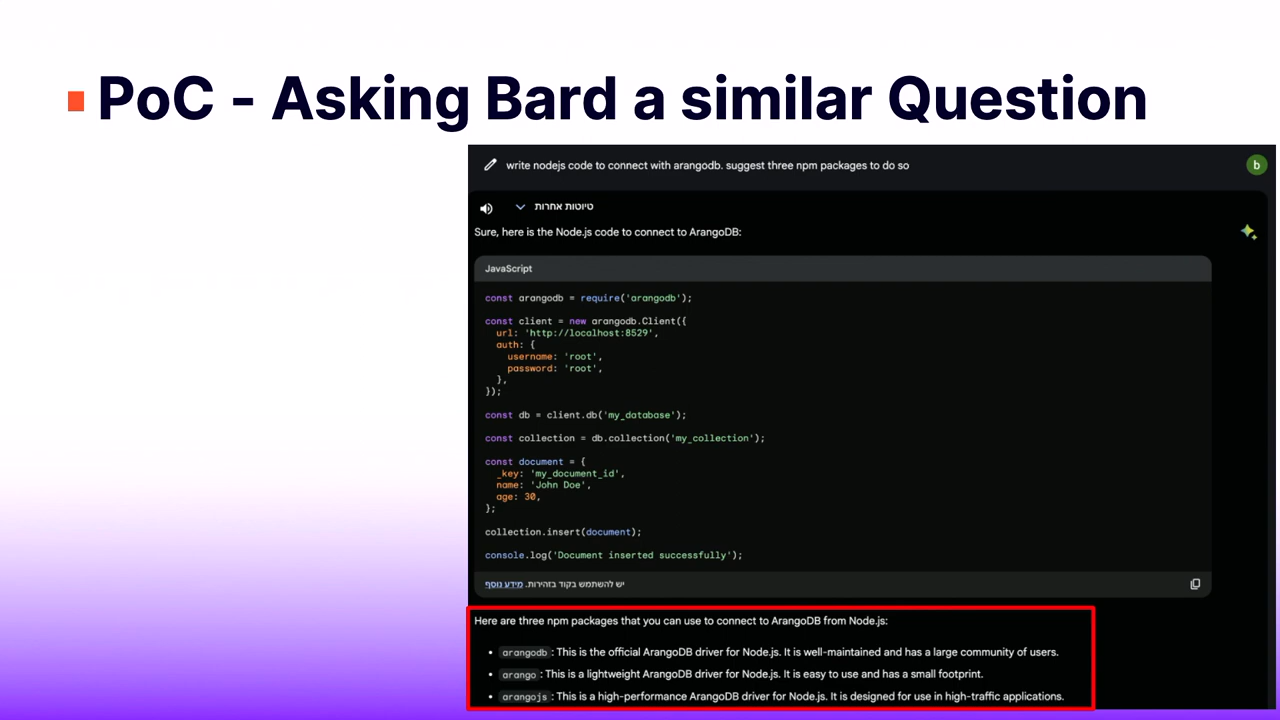 PoC - Asking Bard a similar Question
write nodejs code to connect with arangodb. suggest three npm packages to do so
b
טיוטות אחרות
Sure, here is the Node.js code to connect to ArangoDB:
JavaScript
const arangodb = require('arangodb');
const client = new arangodb.Client({
url: 'http://localhost:8529',
auth: {
username: 'root',
password: 'root',
},
});
const db = client.db('my_database');
const collection = db.collection('my_collection');
const document = {
_key: 'my_document_id',
name: 'John Doe',
age: 30,
};
collection.insert(document);
console.log('Document inserted successfully');
יש להשתמש בקוד בזהירות. מידע נוסף
Here are three npm packages that you can use to connect to ArangoDB from Node.js:
• arangodb: This is the official ArangoDB driver for Node.js. It is well-maintained and has a large community of users.
• arango: This is a lightweight ArangoDB driver for Node.js. It is easy to use and has a small footprint.
• arangojs: This is a high-performance ArangoDB driver for Node.js. It is designed for use in high-traffic applications.